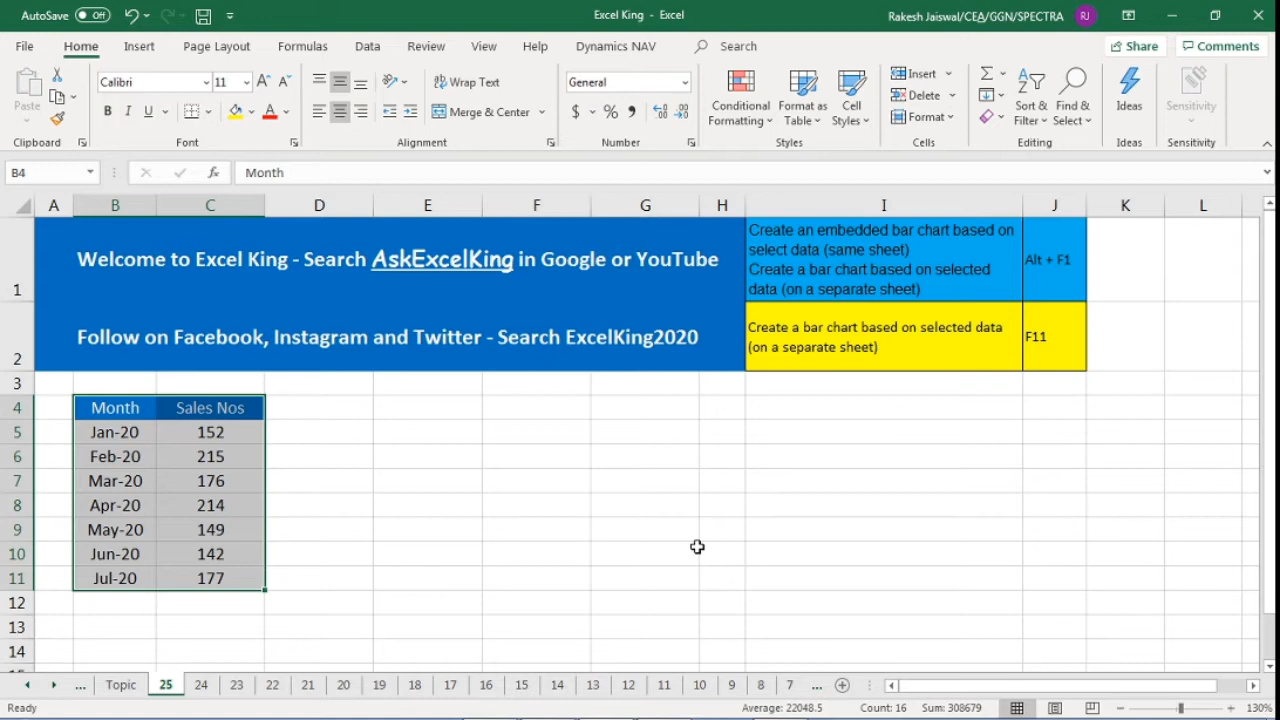 AutoSave Off
Excel King - Excel
Rakesh Jaiswal/CEA/GGN/SPECTRA RJ
File Home Insert Page Layout Formulas Data Review View Help Dynamics NAV Search Share Comments
Paste
Calibri 11
B I U A
Wrap Text
Merge & Center
General
$ %
Conditional Formatting
Format as Table
Cell Styles
Insert
Delete
Format
Sort & Filter
Find & Select
Ideas
Sensitivity
Clipboard Font Alignment Number Styles Cells Editing Ideas Sensitivity
B4 fx Month
A B C D E F G H I J K L
1 Welcome to Excel King - Search AskExcelKing in Google or YouTube
Create an embedded bar chart based on
select data (same sheet)
Create a bar chart based on selected
data (on a separate sheet)
Alt + F1
2 Follow on Facebook, Instagram and Twitter - Search ExcelKing2020
Create a bar chart based on selected data
(on a separate sheet)
F11
3
4 Month Sales Nos
5 Jan-20 152
6 Feb-20 215
7 Mar-20 176
8 Apr-20 214
9 May-20 149
10 Jun-20 142
11 Jul-20 177
12
13
14
... Topic 25 24 23 22 21 20 19 18 17 16 15 14 13 12 11 10 9 8 7 ...
Ready Average: 22048.5 Count: 16 Sum: 308679 130%